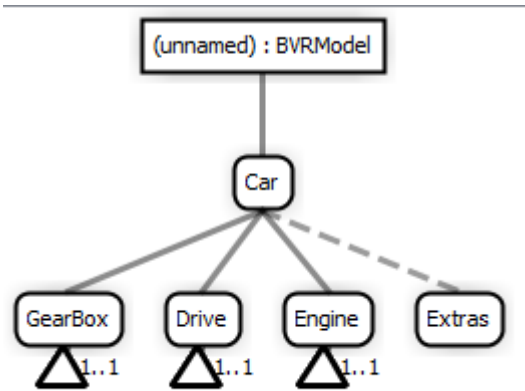 (unnamed) : BVRModel
Car
GearBox
Drive
Engine
Extras
1..1
1..1
1..1